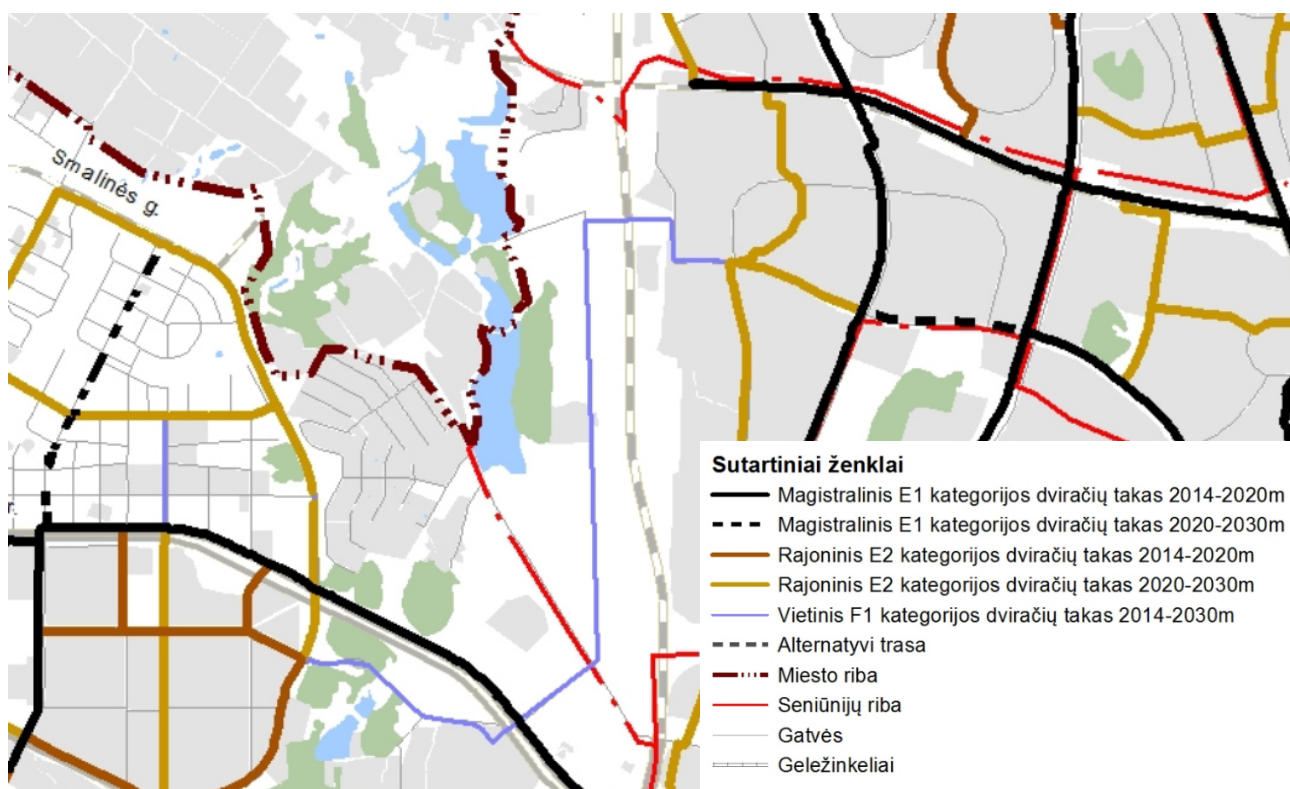 Smalinės g.
r.
Sutartiniai ženklai
Magistralinis E1 kategorijos dviračių takas 2014-2020m
Magistralinis E1 kategorijos dviračių takas 2020-2030m
Rajoninis E2 kategorijos dviračių takas 2014-2020m
Rajoninis E2 kategorijos dviračių takas 2020-2030m
Vietinis F1 kategorijos dviračių takas 2014-2030m
Alternatyvi trasa
Miesto riba
Seniūnijų riba
Gatvės
Geležinkeliai